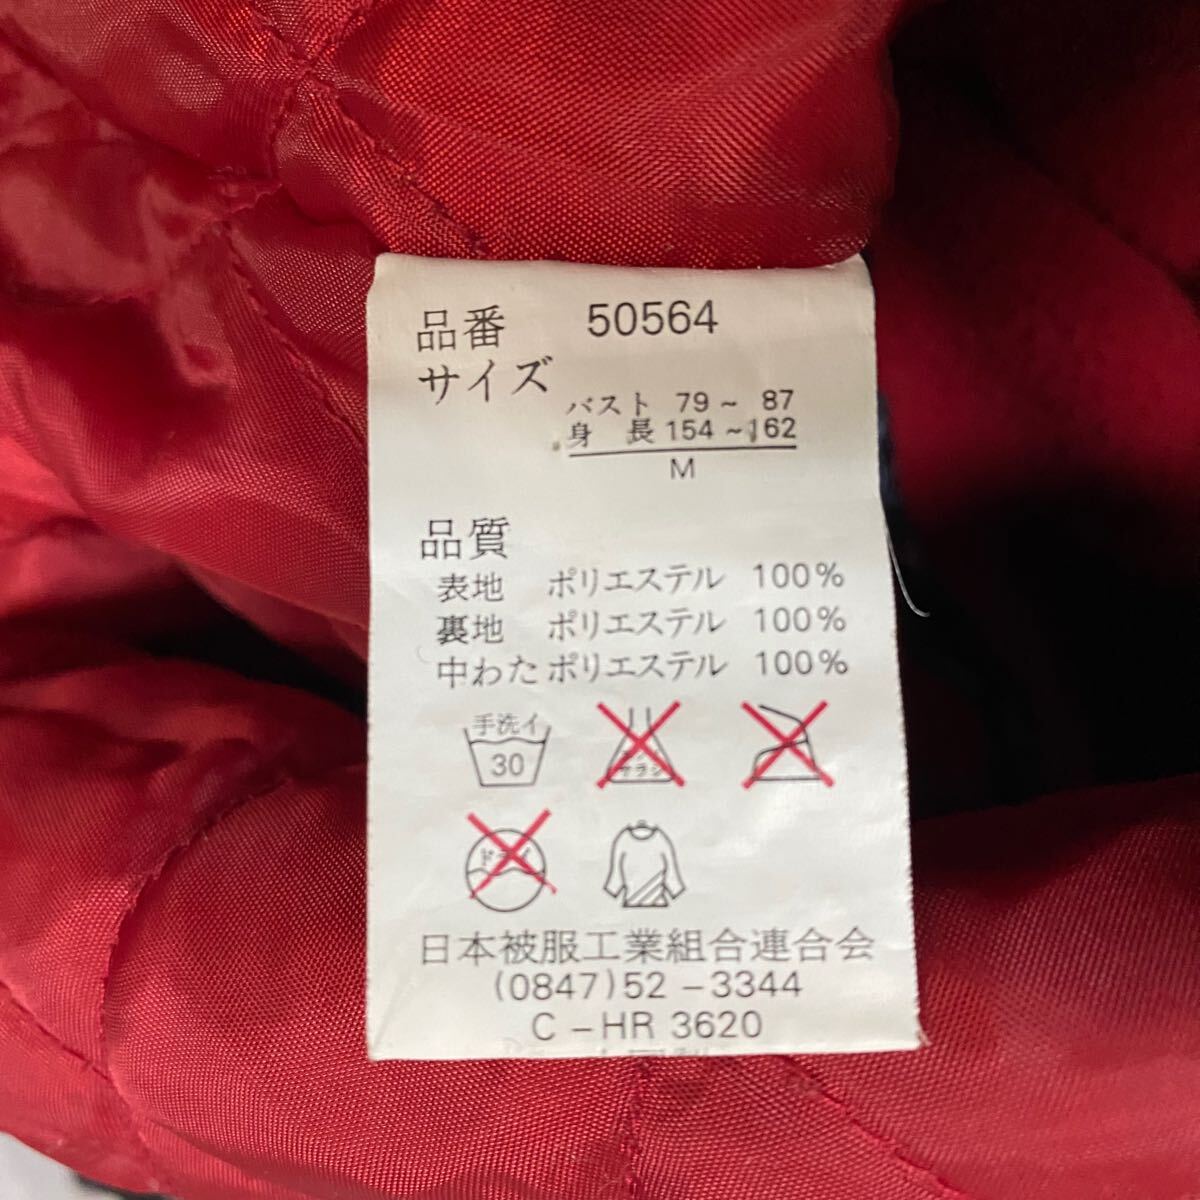 品番 50564
サイズ
バスト 79～ 87
身 長 154～162
M
品質
表地 ポリエステル 100%
裏地 ポリエステル 100%
中わた ポリエステル 100%
手洗イ
30
ドライ
日本被服工業組合連合会
(0847)52－3344
C－HR 3620